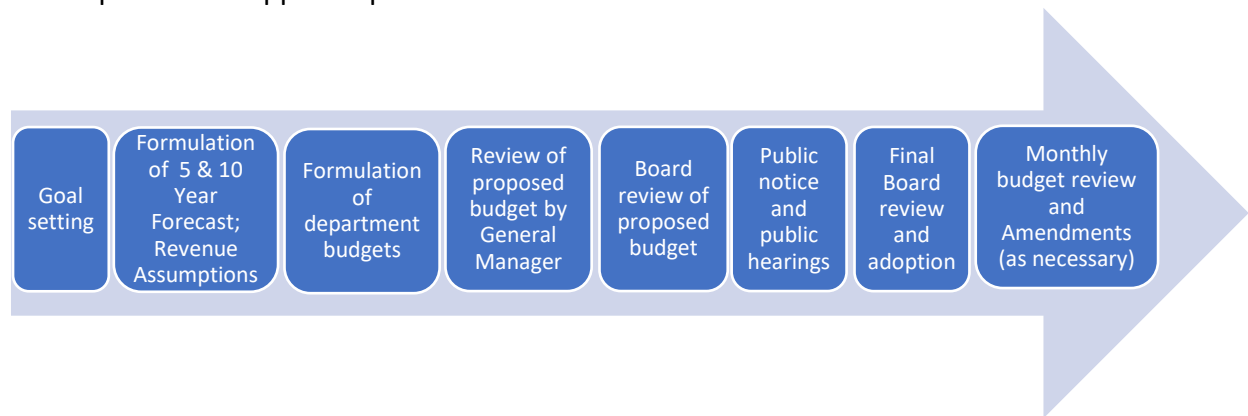 Goal
setting
Formulation
of 5 & 10
Year
Forecast;
Revenue
Assumptions
Formulation
of
department
budgets
Review of
proposed
budget by
General
Manager
Board
review of
proposed
budget
Public
notice
and
public
hearings
Final
Board
review
and
adoption
Monthly
budget review
and
Amendments
(as necessary)